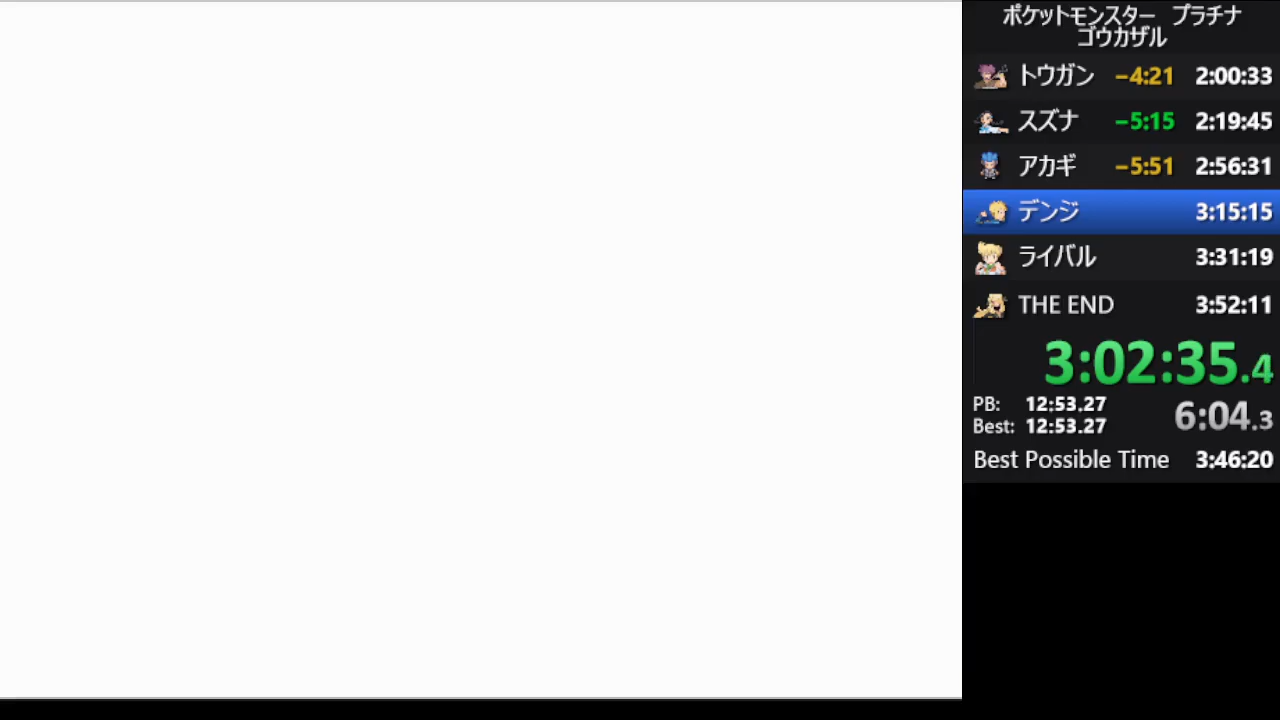 ポケットモンスター　プラチナ
ゴウカザル
トウガン −4:21 2:00:33
スズナ −5:15 2:19:45
アカギ −5:51 2:56:31
デンジ 3:15:15
ライバル 3:31:19
THE END 3:52:11
3:02:35.4
PB: 12:53.27
6:04.3
Best: 12:53.27
Best Possible Time 3:46:20